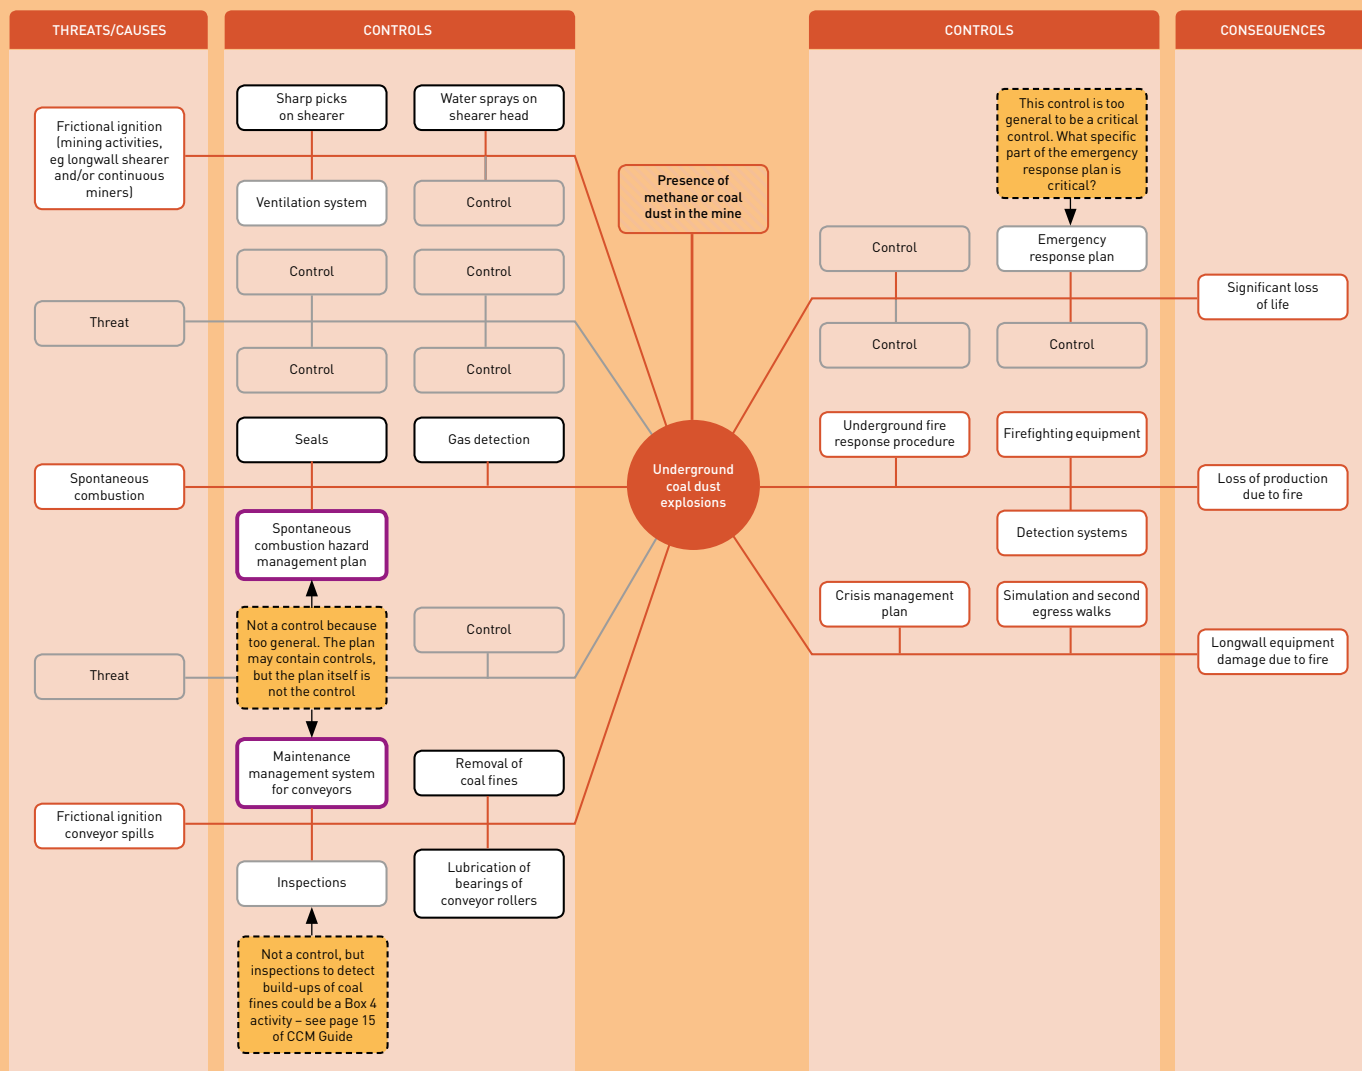 THREATS/CAUSES
CONTROLS
CONTROLS
CONSEQUENCES
Frictional ignition
(mining activities,
eg longwall shearer
and/or continuous
miners)
Sharp picks
on shearer
Water sprays on
shearer head
Ventilation system
Control
Control
Control
Threat
Control
Control
Seals
Gas detection
Spontaneous
combustion
Spontaneous
combustion hazard
management plan
Not a control because
too general. The plan
may contain controls,
but the plan itself is
not the control
Control
Threat
Maintenance
management system
for conveyors
Removal of
coal fines
Frictional ignition
conveyor spills
Inspections
Lubrication of
bearings of
conveyor rollers
Not a control, but
inspections to detect
build-ups of coal
fines could be a Box 4
activity – see page 15
of CCM Guide
Presence of
methane or coal
dust in the mine
Underground
coal dust
explosions
This control is too
general to be a critical
control. What specific
part of the emergency
response plan is
critical?
Control
Emergency
response plan
Significant loss
of life
Control
Control
Underground fire
response procedure
Firefighting equipment
Loss of production
due to fire
Detection systems
Crisis management
plan
Simulation and second
egress walks
Longwall equipment
damage due to fire